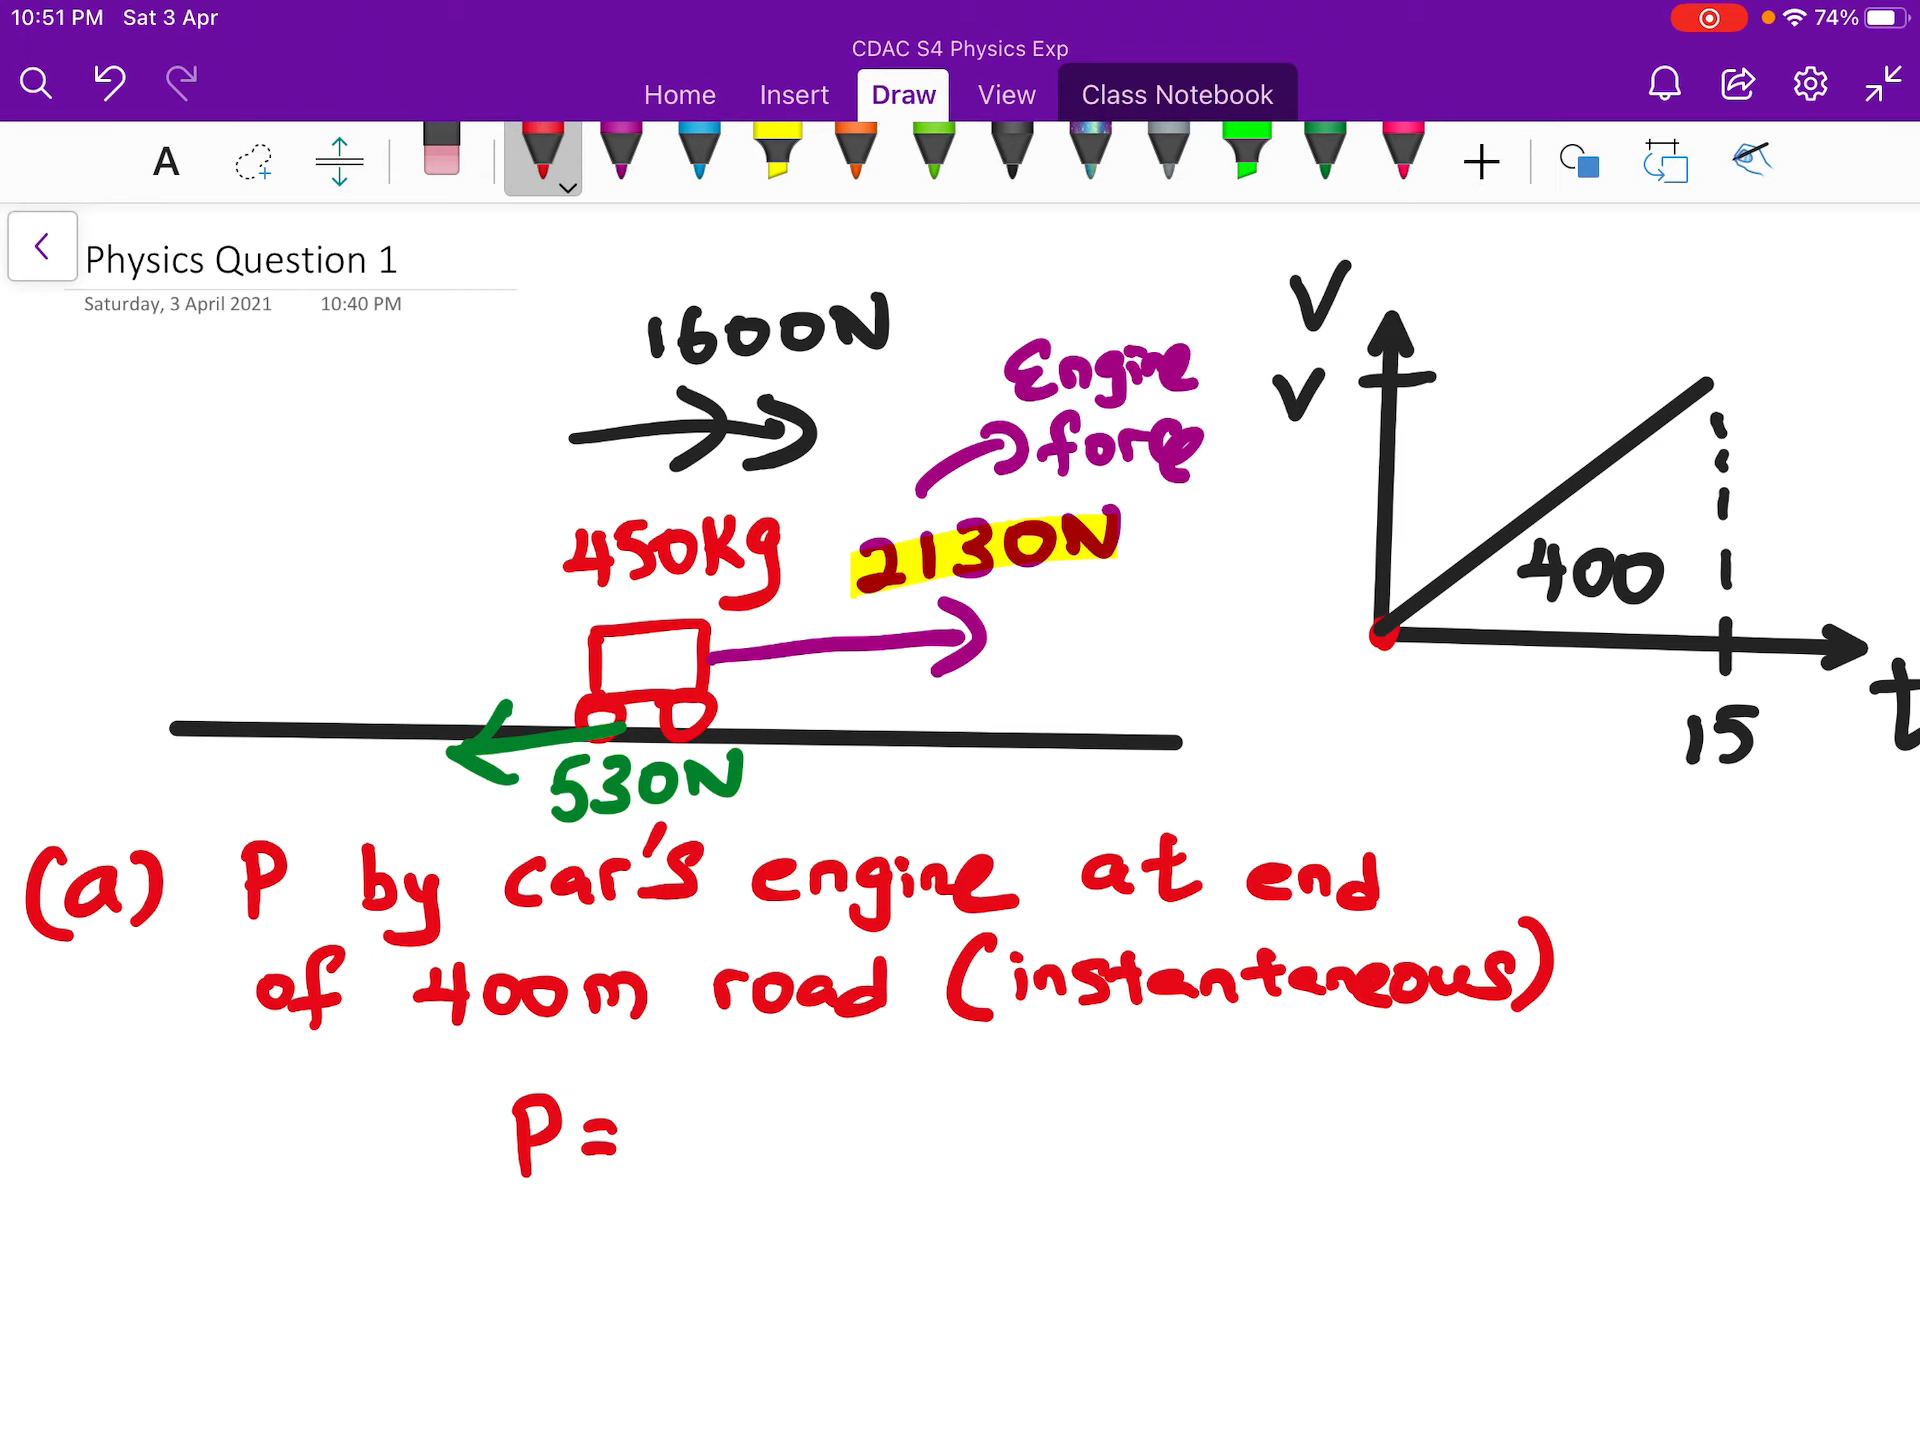 10:51 PM Sat 3 Apr
74%
CDAC S4 Physics Exp
Home Insert Draw View Class Notebook
A
Physics Question 1
Saturday, 3 April 2021 10:40 PM
1600N
Engine
force
450kg
2130N
530N
V
v
400
15
t
(a) P by car's engine at end
of 400m road (instantaneous)
P=